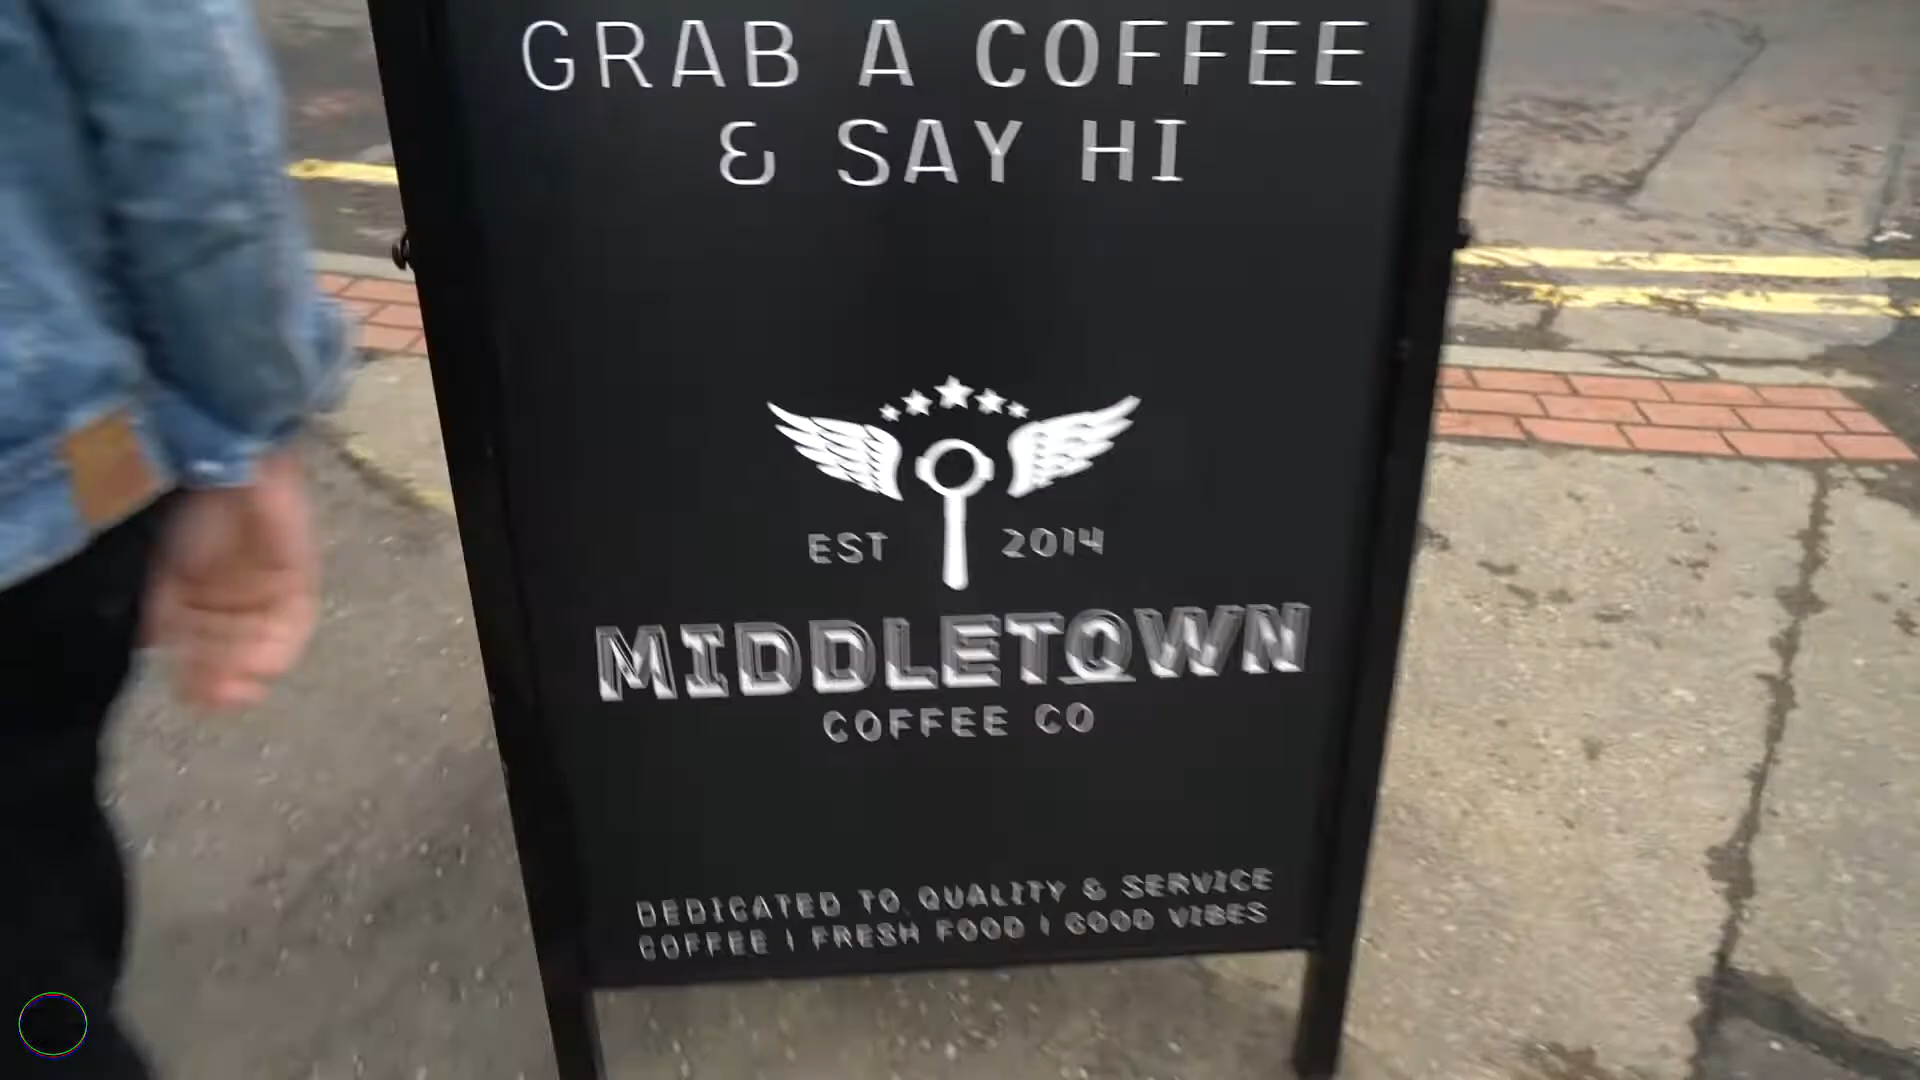 GRAB A COFFEE
& SAY HI
EST 2014
MIDDLETOWN
COFFEE CO
DEDICATED TO QUALITY & SERVICE
COFFEE | FRESH FOOD | GOOD VIBES